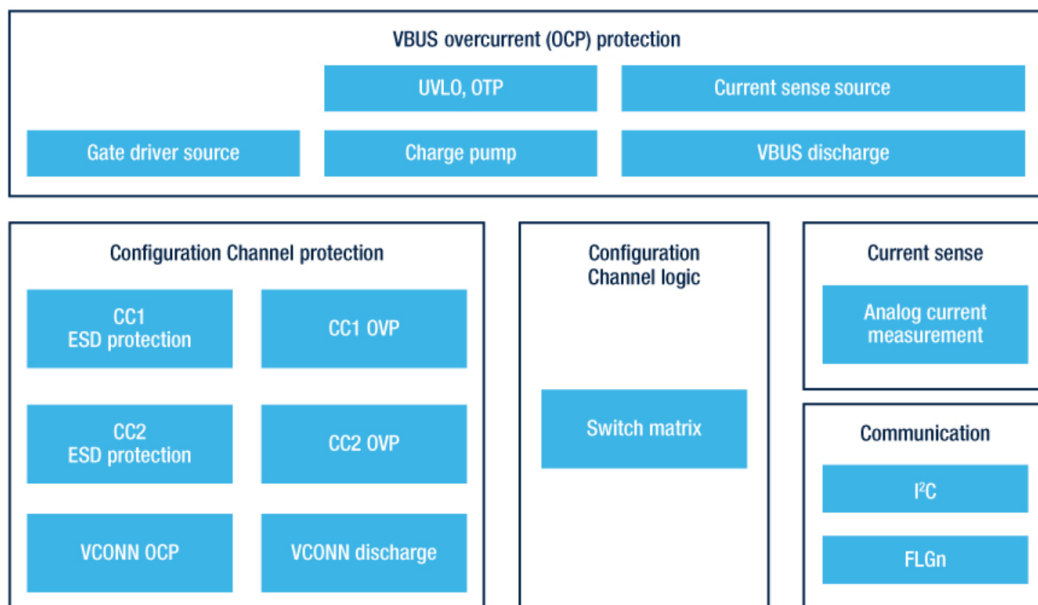 VBUS overcurrent (OCP) protection
UVLO, OTP
Current sense source
Gate driver source
Charge pump
VBUS discharge
Configuration Channel protection
CC1
ESD protection
CC1 OVP
CC2
ESD protection
CC2 OVP
VCONN OCP
VCONN discharge
Configuration
Channel logic
Switch matrix
Current sense
Analog current
measurement
Communication
I²C
FLGn